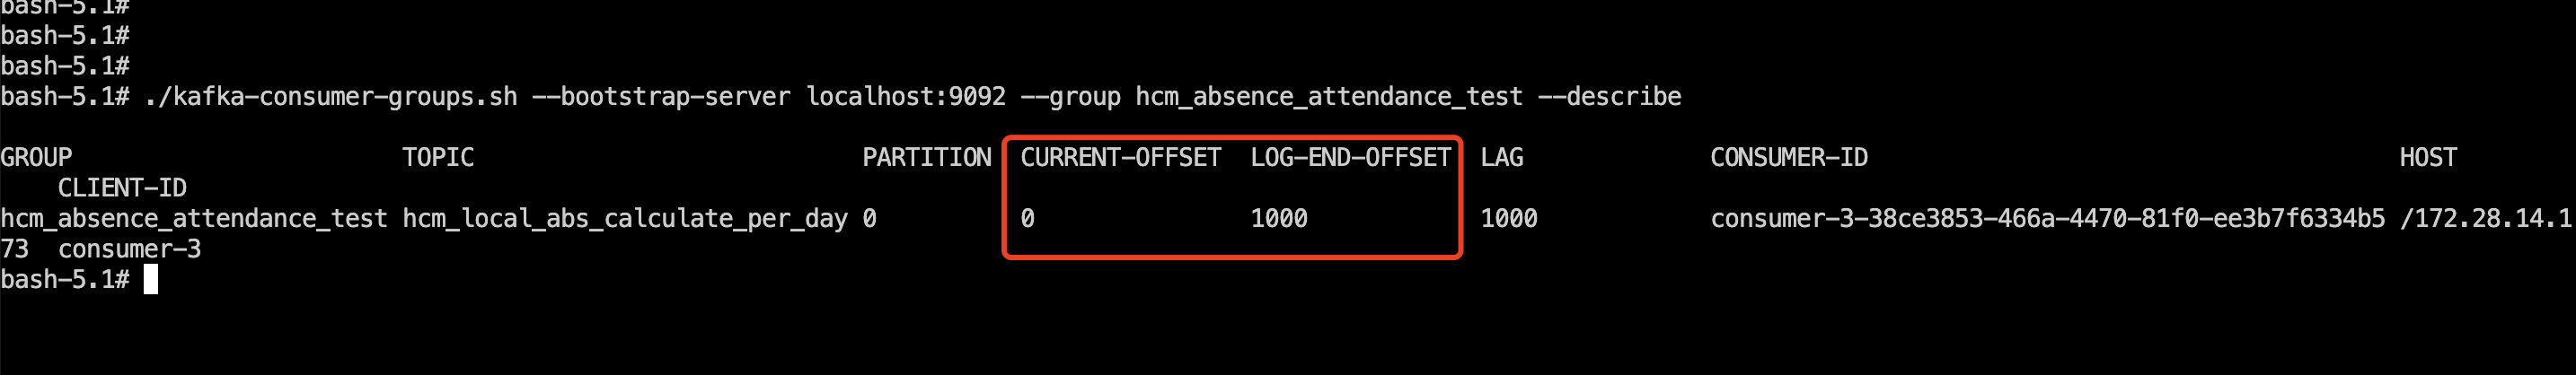 bash-5.1#
bash-5.1#
bash-5.1#
bash-5.1# ./kafka-consumer-groups.sh --bootstrap-server localhost:9092 --group hcm_absence_attendance_test --describe
GROUP TOPIC PARTITION CURRENT-OFFSET LOG-END-OFFSET LAG CONSUMER-ID HOST
CLIENT-ID
hcm_absence_attendance_test hcm_local_abs_calculate_per_day 0 0 1000 1000 consumer-3-38ce3853-466a-4470-81f0-ee3b7f6334b5 /172.28.14.1
73 consumer-3
bash-5.1#